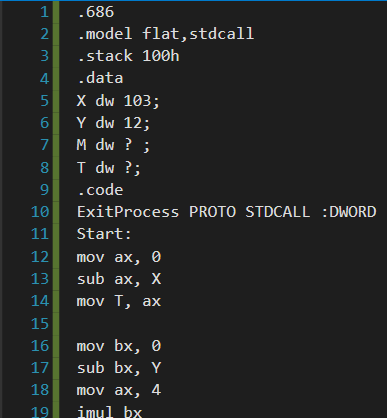 1 .686
2 .model flat,stdcall
3 .stack 100h
4 .data
5 X dw 103;
6 Y dw 12;
7 M dw ? ;
8 T dw ?;
9 .code
10 ExitProcess PROTO STDCALL :DWORD
11 Start:
12 mov ax, 0
13 sub ax, X
14 mov T, ax
15
16 mov bx, 0
17 sub bx, Y
18 mov ax, 4
19 imul bx